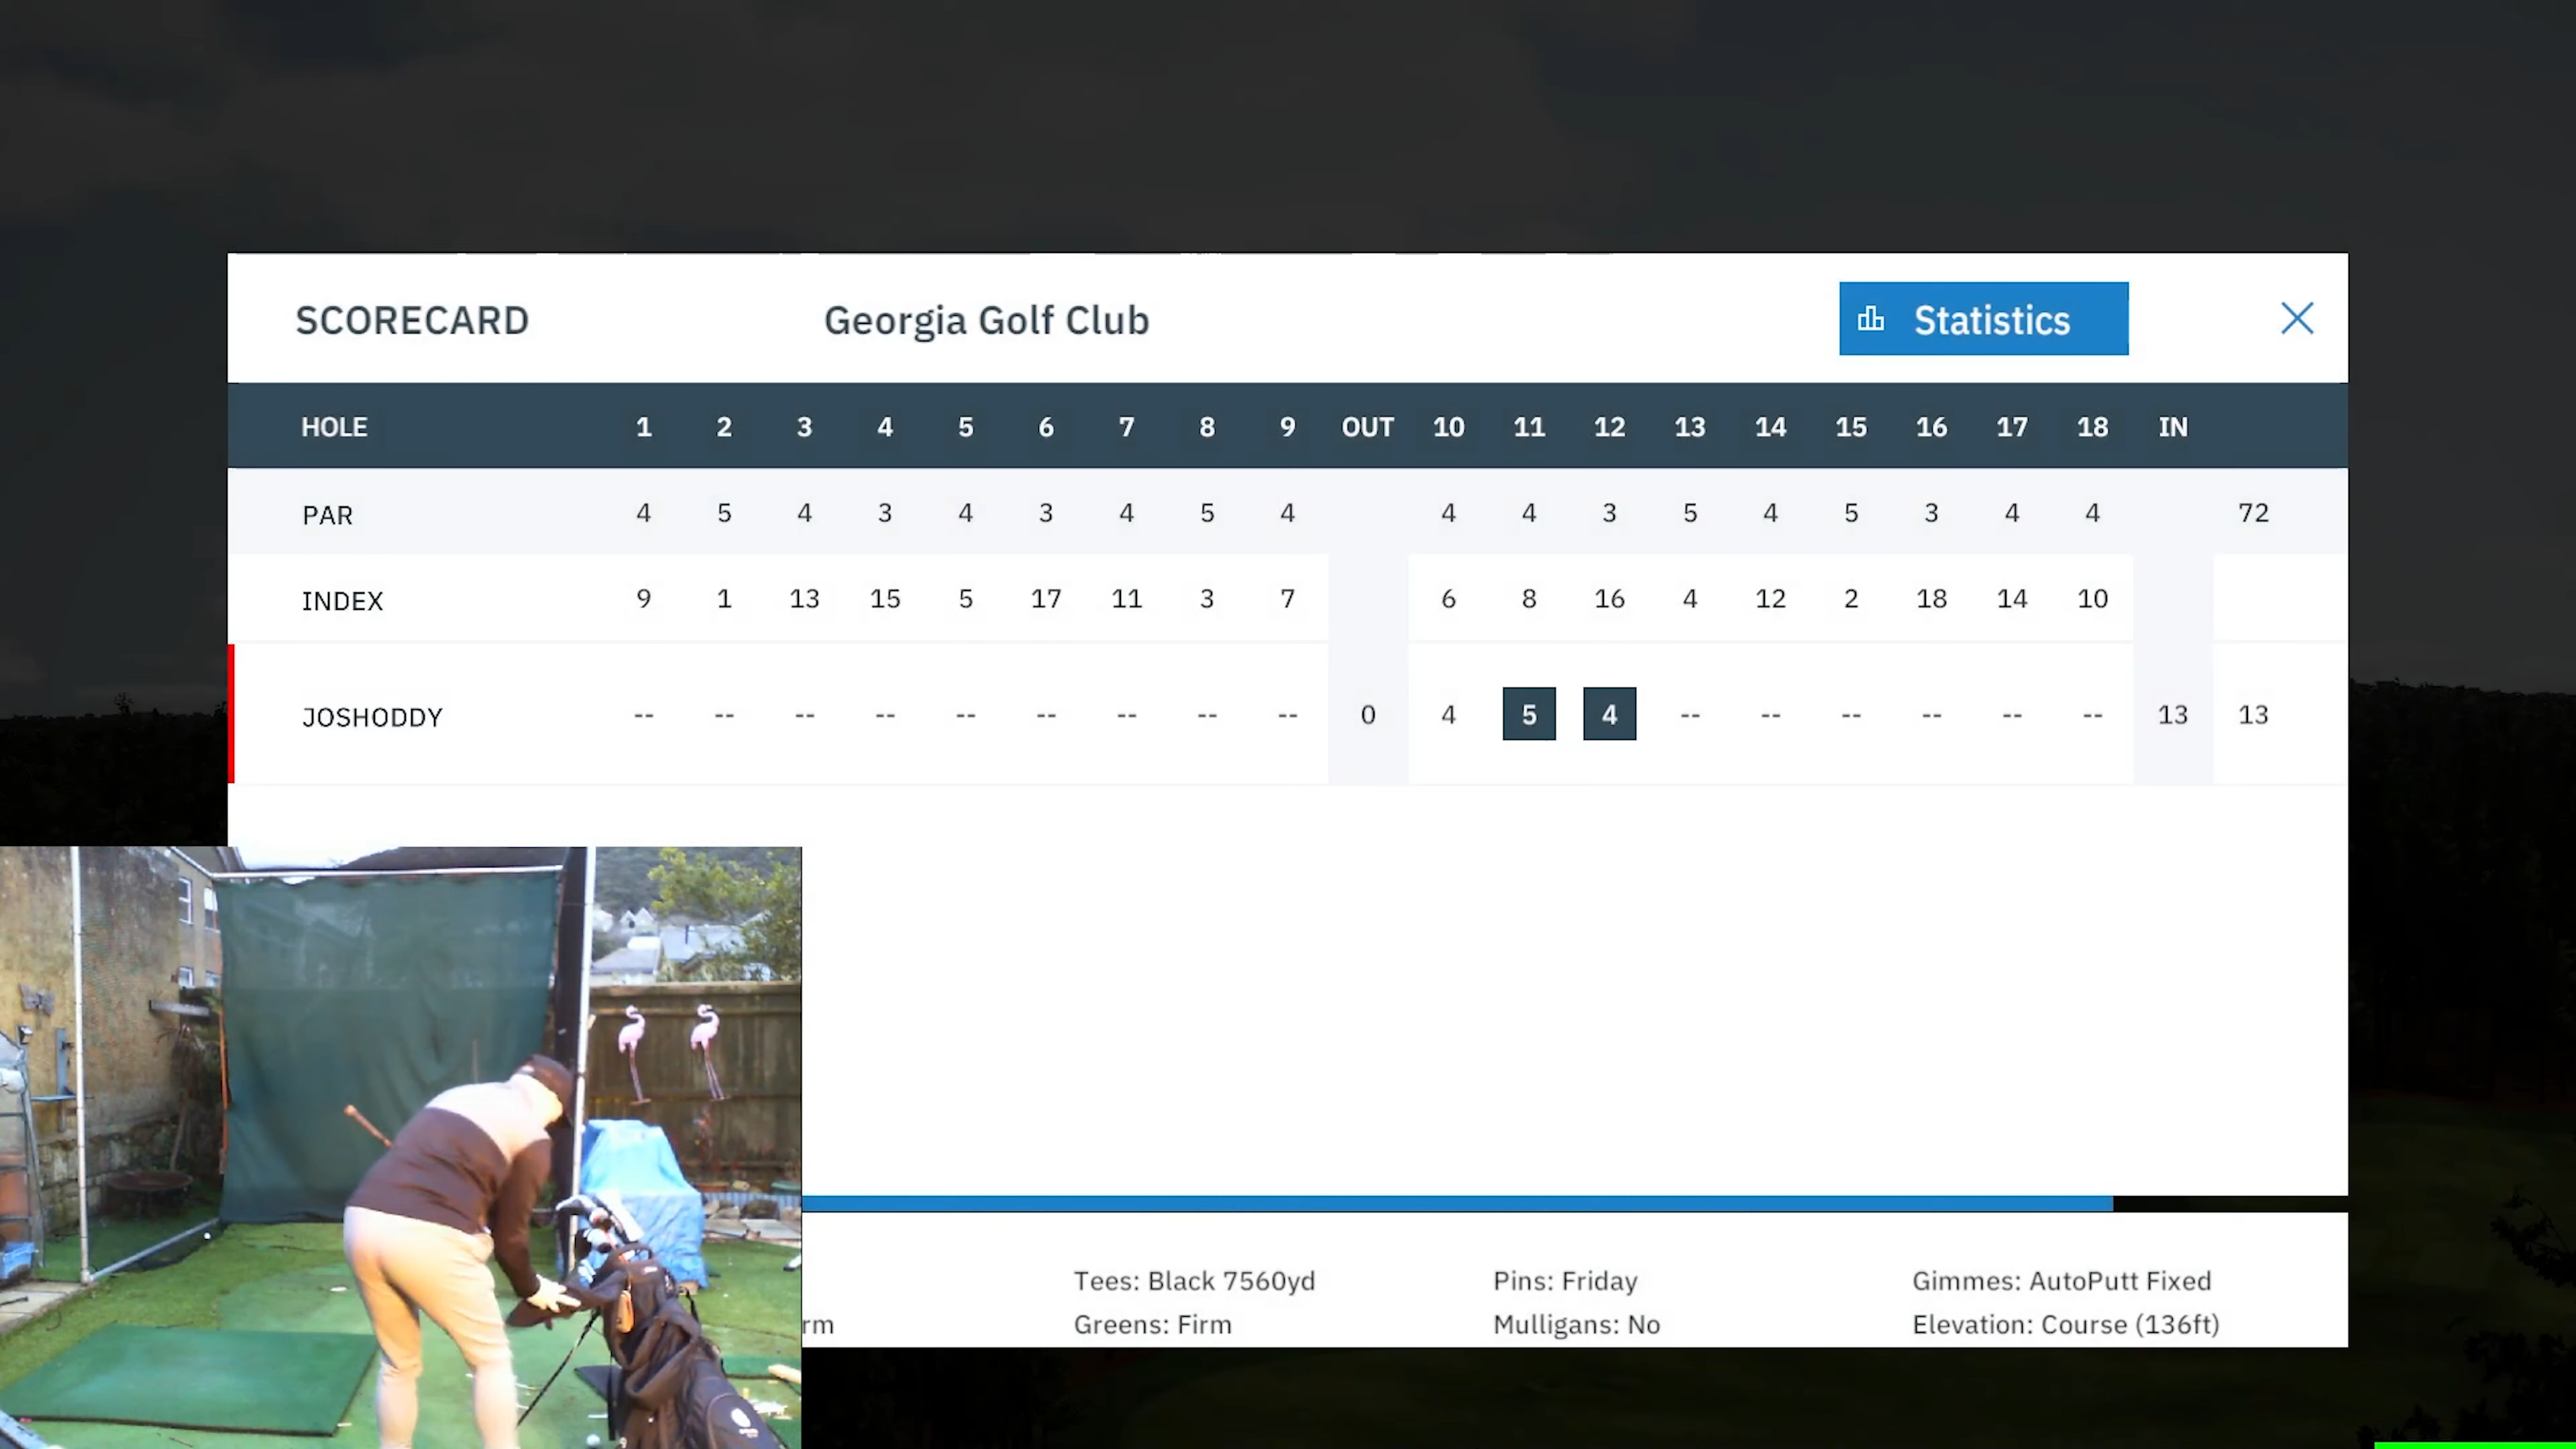 SCORECARD Georgia Golf Club Statistics
HOLE 1 2 3 4 5 6 7 8 9 OUT 10 11 12 13 14 15 16 17 18 IN
PAR 4 5 4 3 4 3 4 5 4 4 4 3 5 4 5 3 4 4 72
INDEX 9 1 13 15 5 17 11 3 7 6 8 16 4 12 2 18 14 10
JOSHODDY -- -- -- -- -- -- -- -- -- 0 4 5 4 -- -- -- -- -- -- 13 13
Tees: Black 7560yd Pins: Friday Gimmes: AutoPutt Fixed
rm Greens: Firm Mulligans: No Elevation: Course (136ft)